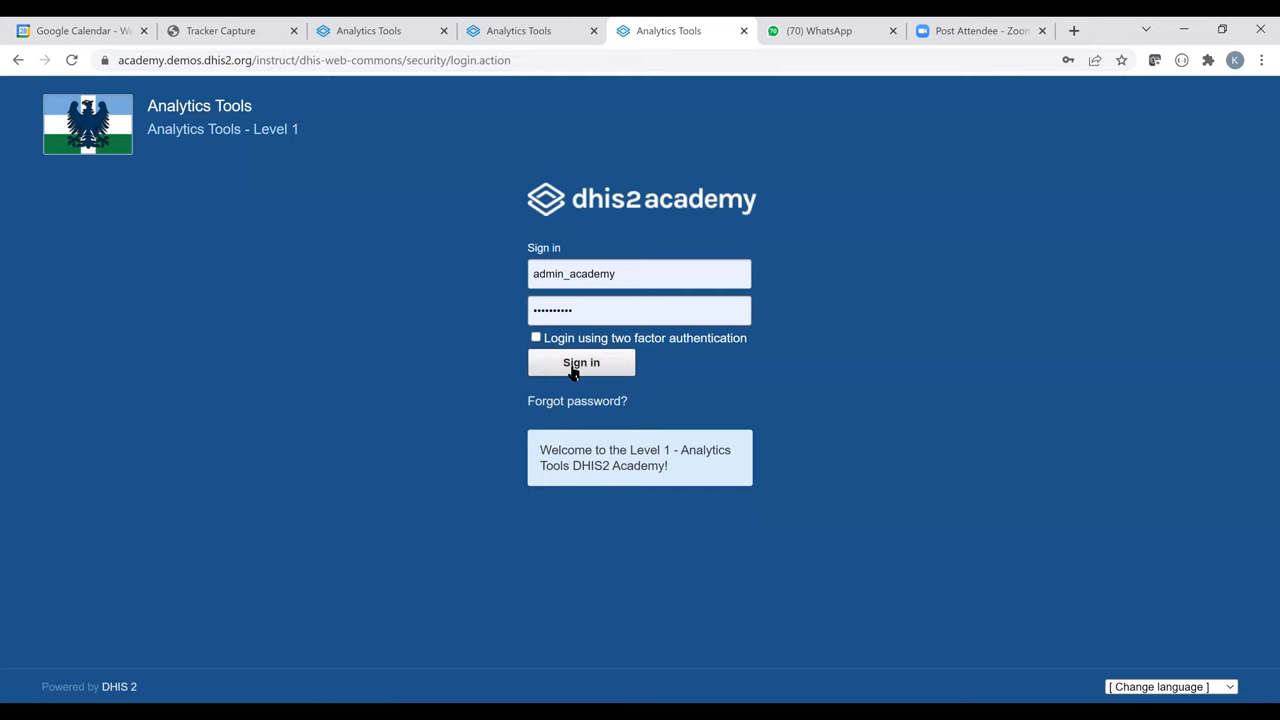 28 Google Calendar - We
Tracker Capture
Analytics Tools
Analytics Tools
Analytics Tools
70 (70) WhatsApp
Post Attendee - Zoom
academy.demos.dhis2.org/instruct/dhis-web-commons/security/login.action
K
Analytics Tools
Analytics Tools - Level 1
dhis2 academy
Sign in
admin_academy
••••••••••
Login using two factor authentication
Sign in
Forgot password?
Welcome to the Level 1 - Analytics
Tools DHIS2 Academy!
Powered by DHIS 2
[ Change language ]